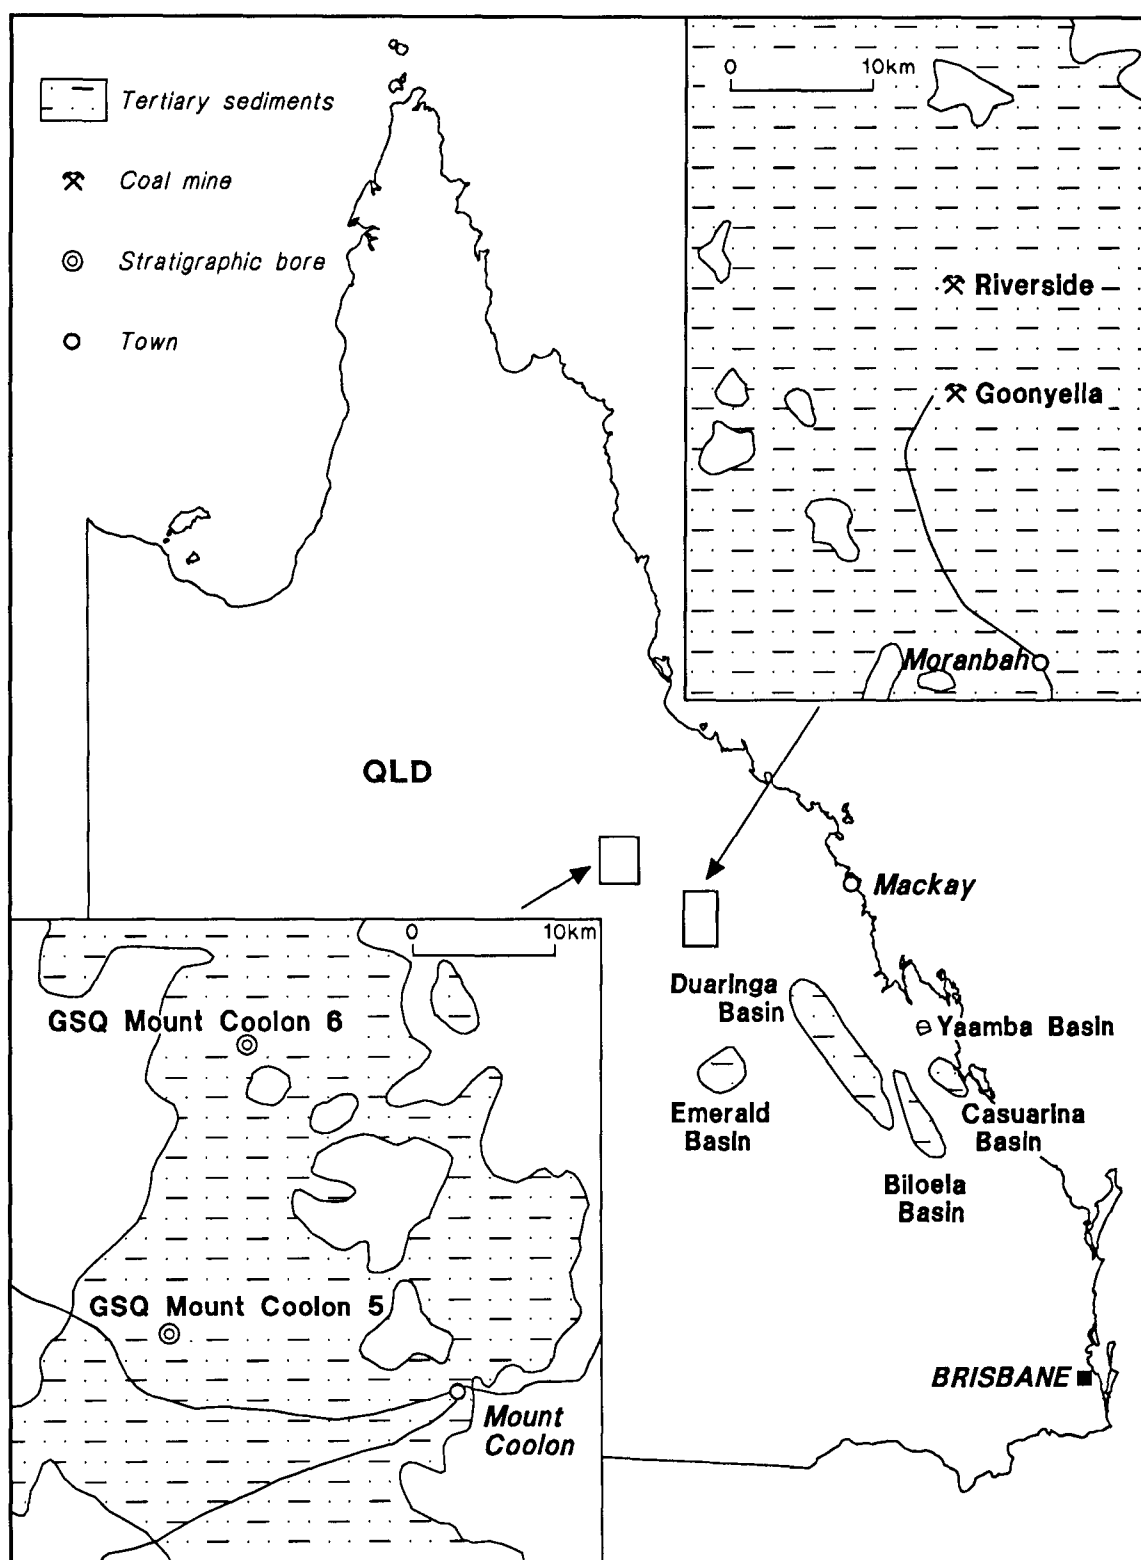 Tertiary sediments
Coal mine
Stratigraphic bore
Town
0 10km
Riverside
Goonyella
Moranbah
QLD
Mackay
Duaringa
Basin
Yaamba Basin
Emerald
Basin
Casuarina
Basin
Biloela
Basin
BRISBANE
0 10km
GSQ Mount Coolon 6
GSQ Mount Coolon 5
Mount
Coolon